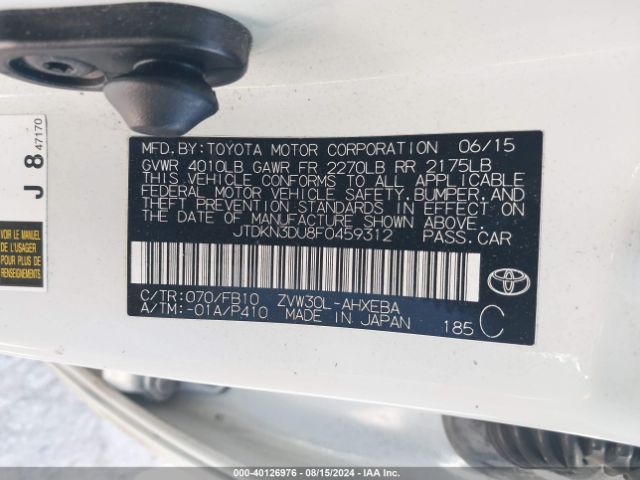 MFD.BY:TOYOTA MOTOR CORPORATION 06/15
GVWR 4010LB GAWR FR 2270LB RR 2175LB
THIS VEHICLE CONFORMS TO ALL APPLICABLE
FEDERAL MOTOR VEHICLE SAFETY,BUMPER,AND
THEFT PREVENTION STANDARDS IN EFFECT ON
THE DATE OF MANUFACTURE SHOWN ABOVE.
JTDKN3DU8F0459312 PASS.CAR
C/TR:070/FB10 ZVW30L-AHXEBA
A/TM:-01A/P410 MADE IN JAPAN 185 C
TOYOTA
J 8 47170
VOIR LE MANUEL
DE L'USAGER
POUR PLUS DE
RENSEIGNEMENTS.
000-40126976 - 08/15/2024 - IAA Inc.